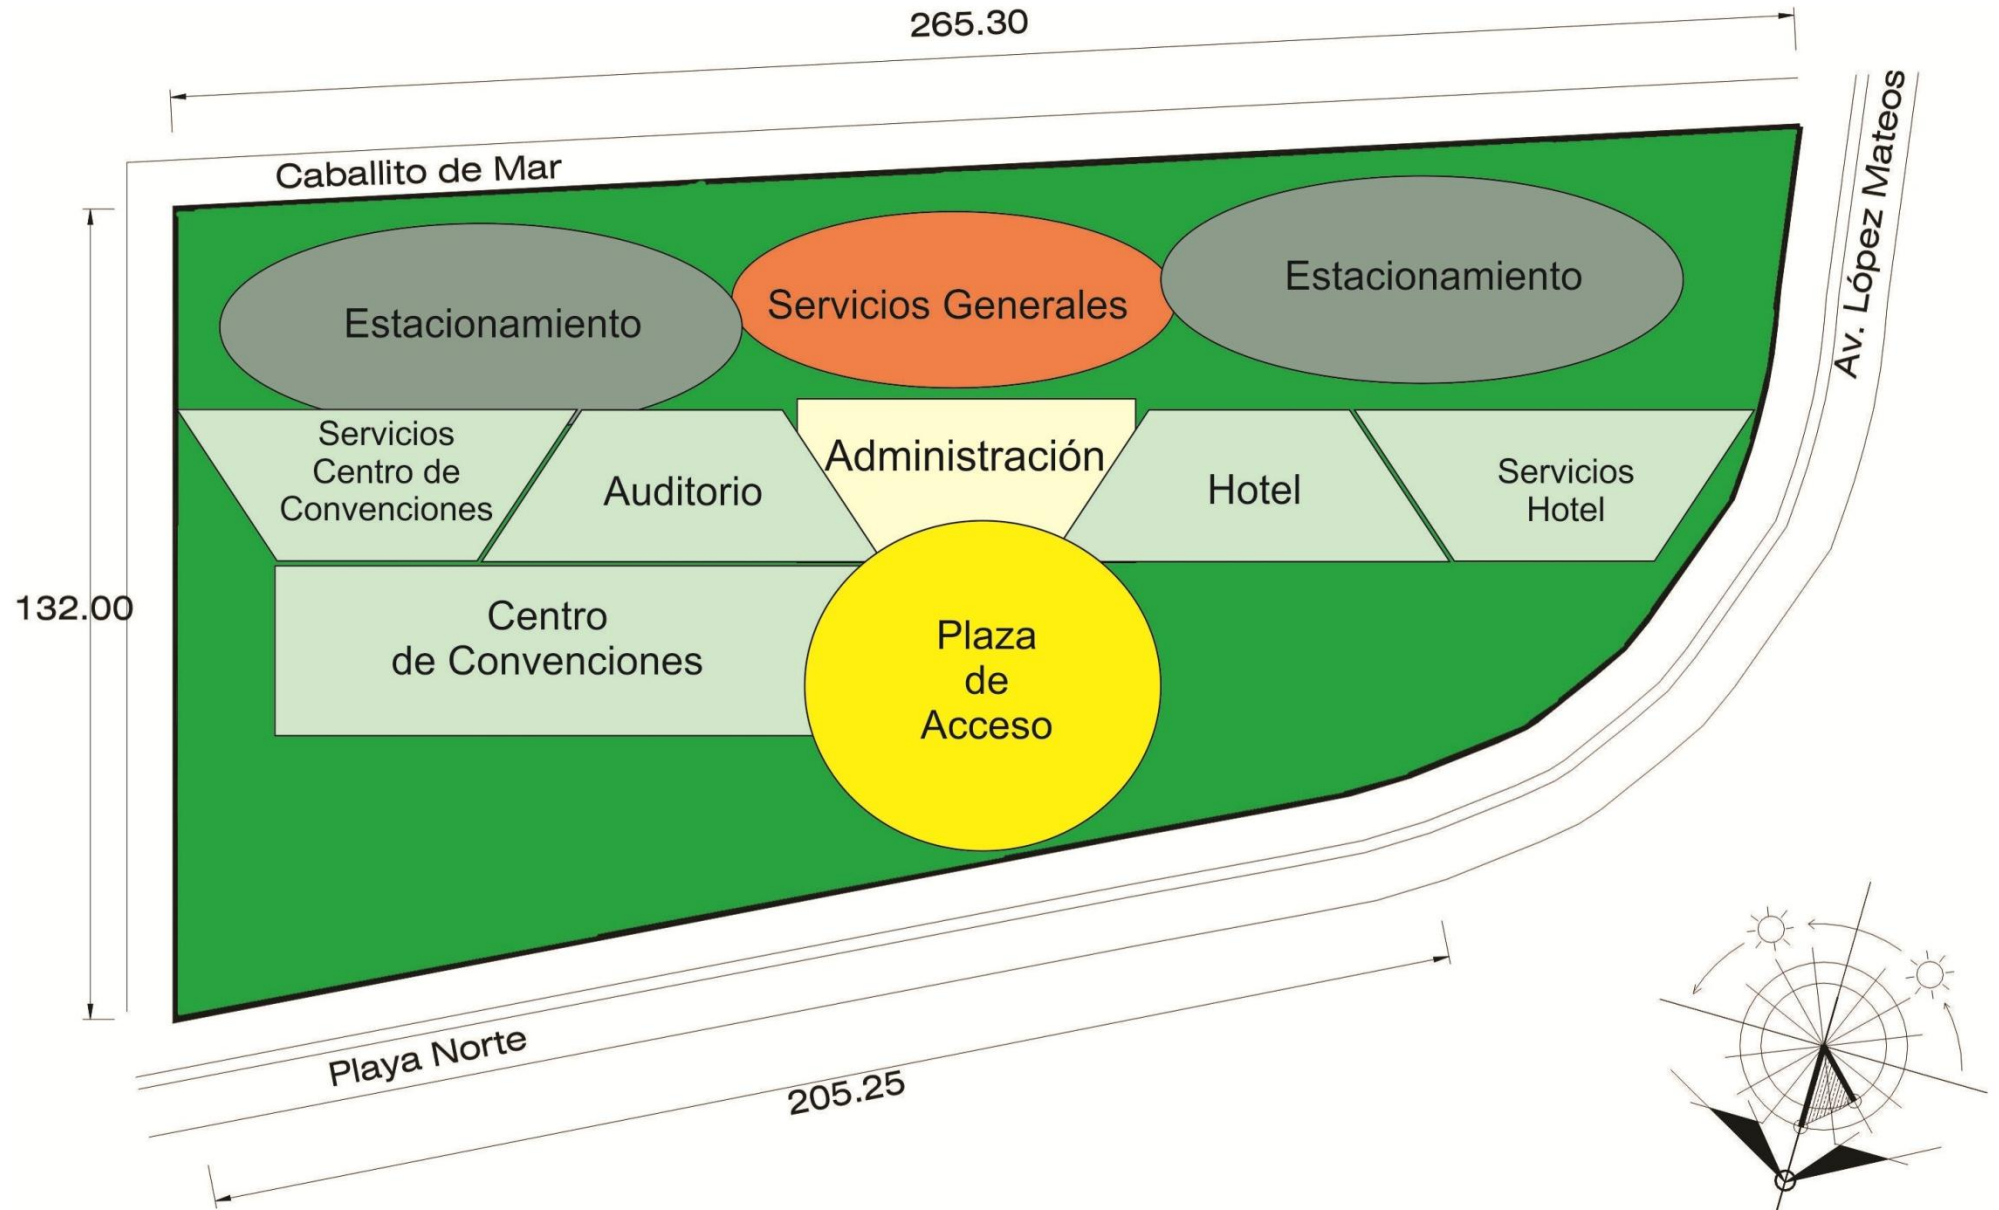 265.30
Caballito de Mar
Av. López Mateos
Estacionamiento
Servicios Generales
Estacionamiento
Servicios
Centro de
Convenciones
Auditorio
Administración
Hotel
Servicios
Hotel
132.00
Centro
de Convenciones
Plaza
de
Acceso
Playa Norte
205.25